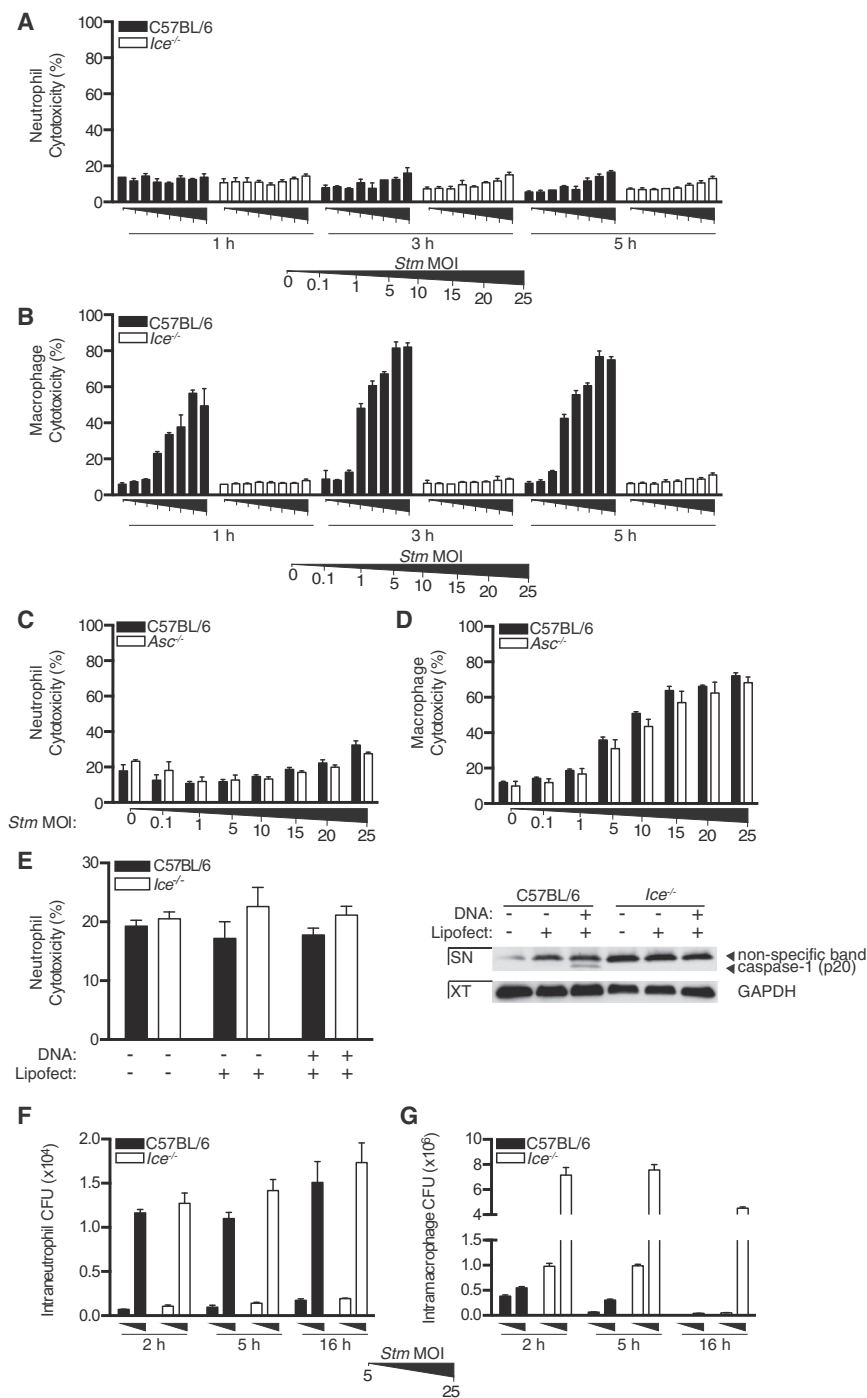 A
C57BL/6
Ice-/-
Neutrophil
Cytotoxicity (%)
100
80
60
40
20
0
1 h
3 h
5 h
Stm MOI
0
0.1
1
5
10
15
20
25
B
C57BL/6
Ice-/-
Macrophage
Cytotoxicity (%)
100
80
60
40
20
0
1 h
3 h
5 h
Stm MOI
0
0.1
1
5
10
15
20
25
C
C57BL/6
Asc-/-
Neutrophil
Cytotoxicity (%)
100
80
60
40
20
0
Stm MOI:
0
0.1
1
5
10
15
20
25
D
C57BL/6
Asc-/-
Macrophage
Cytotoxicity (%)
100
80
60
40
20
0
0
0.1
1
5
10
15
20
25
E
C57BL/6
Ice-/-
Neutrophil
Cytotoxicity (%)
30
20
10
0
DNA: - - - - + +
Lipofect: - - + + + +
C57BL/6 Ice-/-
DNA: - - + - - +
Lipofect: - + + - + +
SN
non-specific band
caspase-1 (p20)
XT
GAPDH
F
C57BL/6
Ice-/-
Intraneutrophil CFU (x10⁴)
2.0
1.5
1.0
0.5
0.0
2 h
5 h
16 h
G
C57BL/6
Ice-/-
Intramacrophage CFU (x10⁶)
8
6
4
1.0
0.5
0.0
2 h
5 h
16 h
Stm MOI
5
25